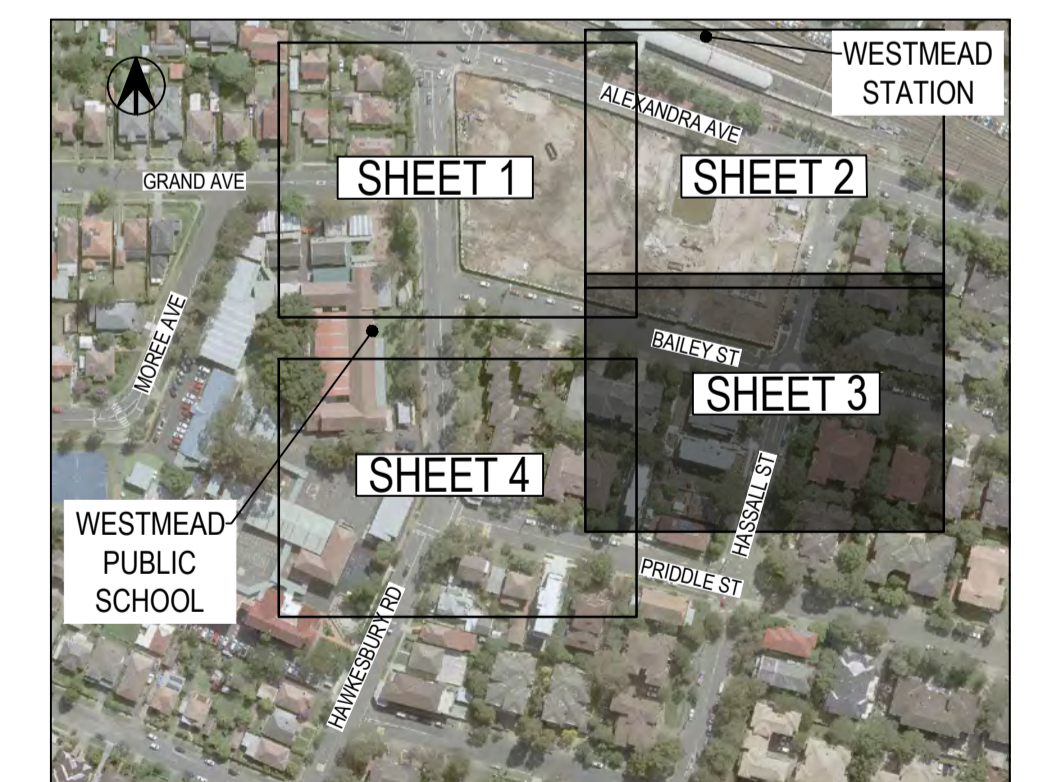 WESTMEAD
STATION
ALEXANDRA AVE
GRAND AVE
SHEET 1
SHEET 2
MOREE AVE
BAILEY ST
SHEET 3
SHEET 4
HASSALL ST
WESTMEAD
PUBLIC
SCHOOL
PRIDDLE ST
HAWKESBURY RD